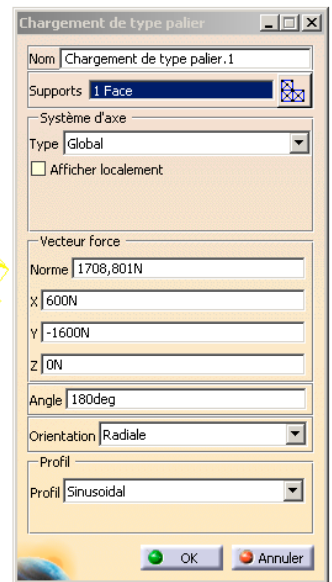 Chargement de type palier
Nom Chargement de type palier.1
Supports 1 Face
Système d'axe
Type Global
Afficher localement
Vecteur force
Norme 1708,801N
X 600N
Y -1600N
Z 0N
Angle 180deg
Orientation Radiale
Profil
Profil Sinusoidal
OK Annuler